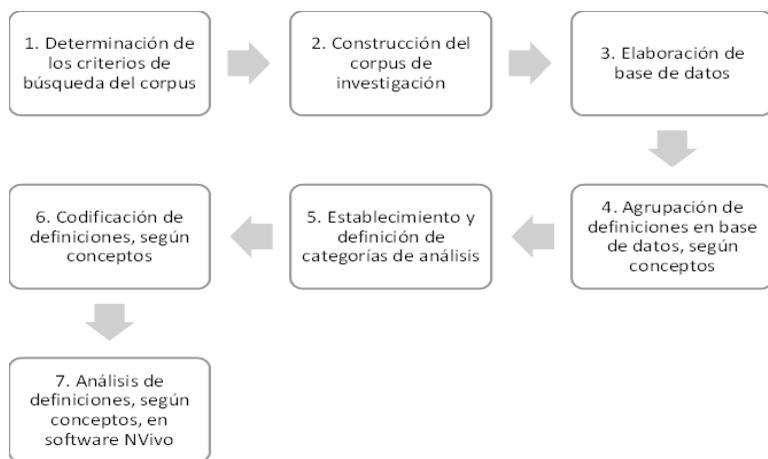 1. Determinación de
los criterios de
búsqueda del corpus
2. Construcción del
corpus de
investigación
3. Elaboración de
base de datos
4. Agrupación de
definiciones en base
de datos, según
conceptos
5. Establecimiento y
definición de
categorías de análisis
6. Codificación de
definiciones, según
conceptos
7. Análisis de
definiciones, según
conceptos, en
software NVivo